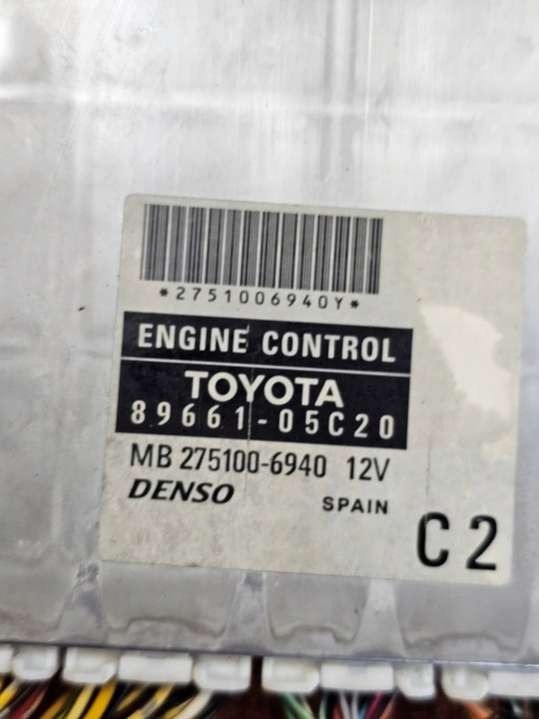 *2751006940Y*
ENGINE CONTROL
TOYOTA
89661-05C20
MB 275100-6940 12V
DENSO SPAIN
C2